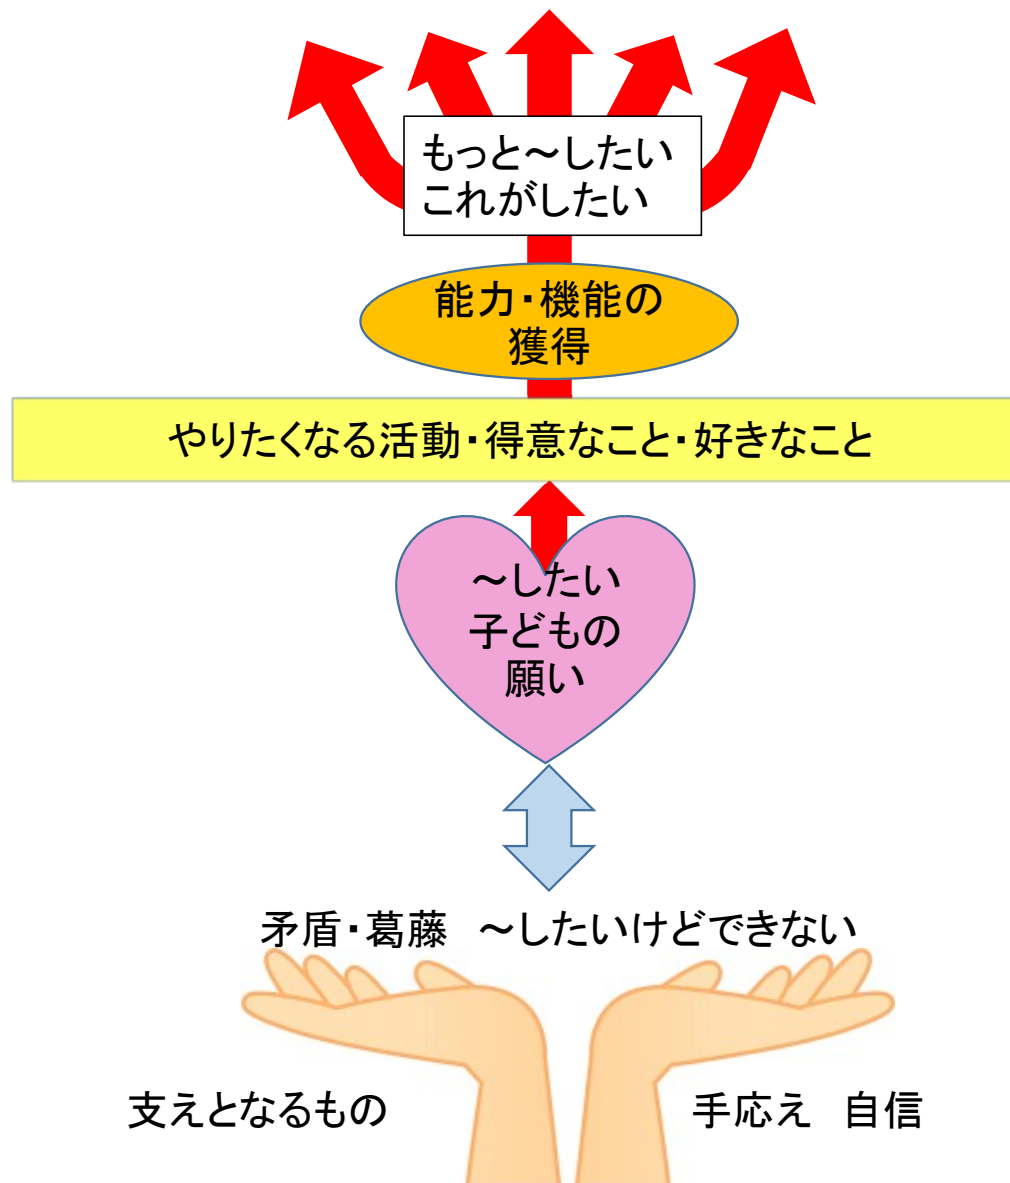 もっと～したい
これがしたい
能力・機能の
獲得
やりたくなる活動・得意なこと・好きなこと
～したい
子どもの
願い
矛盾・葛藤　～したいけどできない
支えとなるもの
手応え　自信